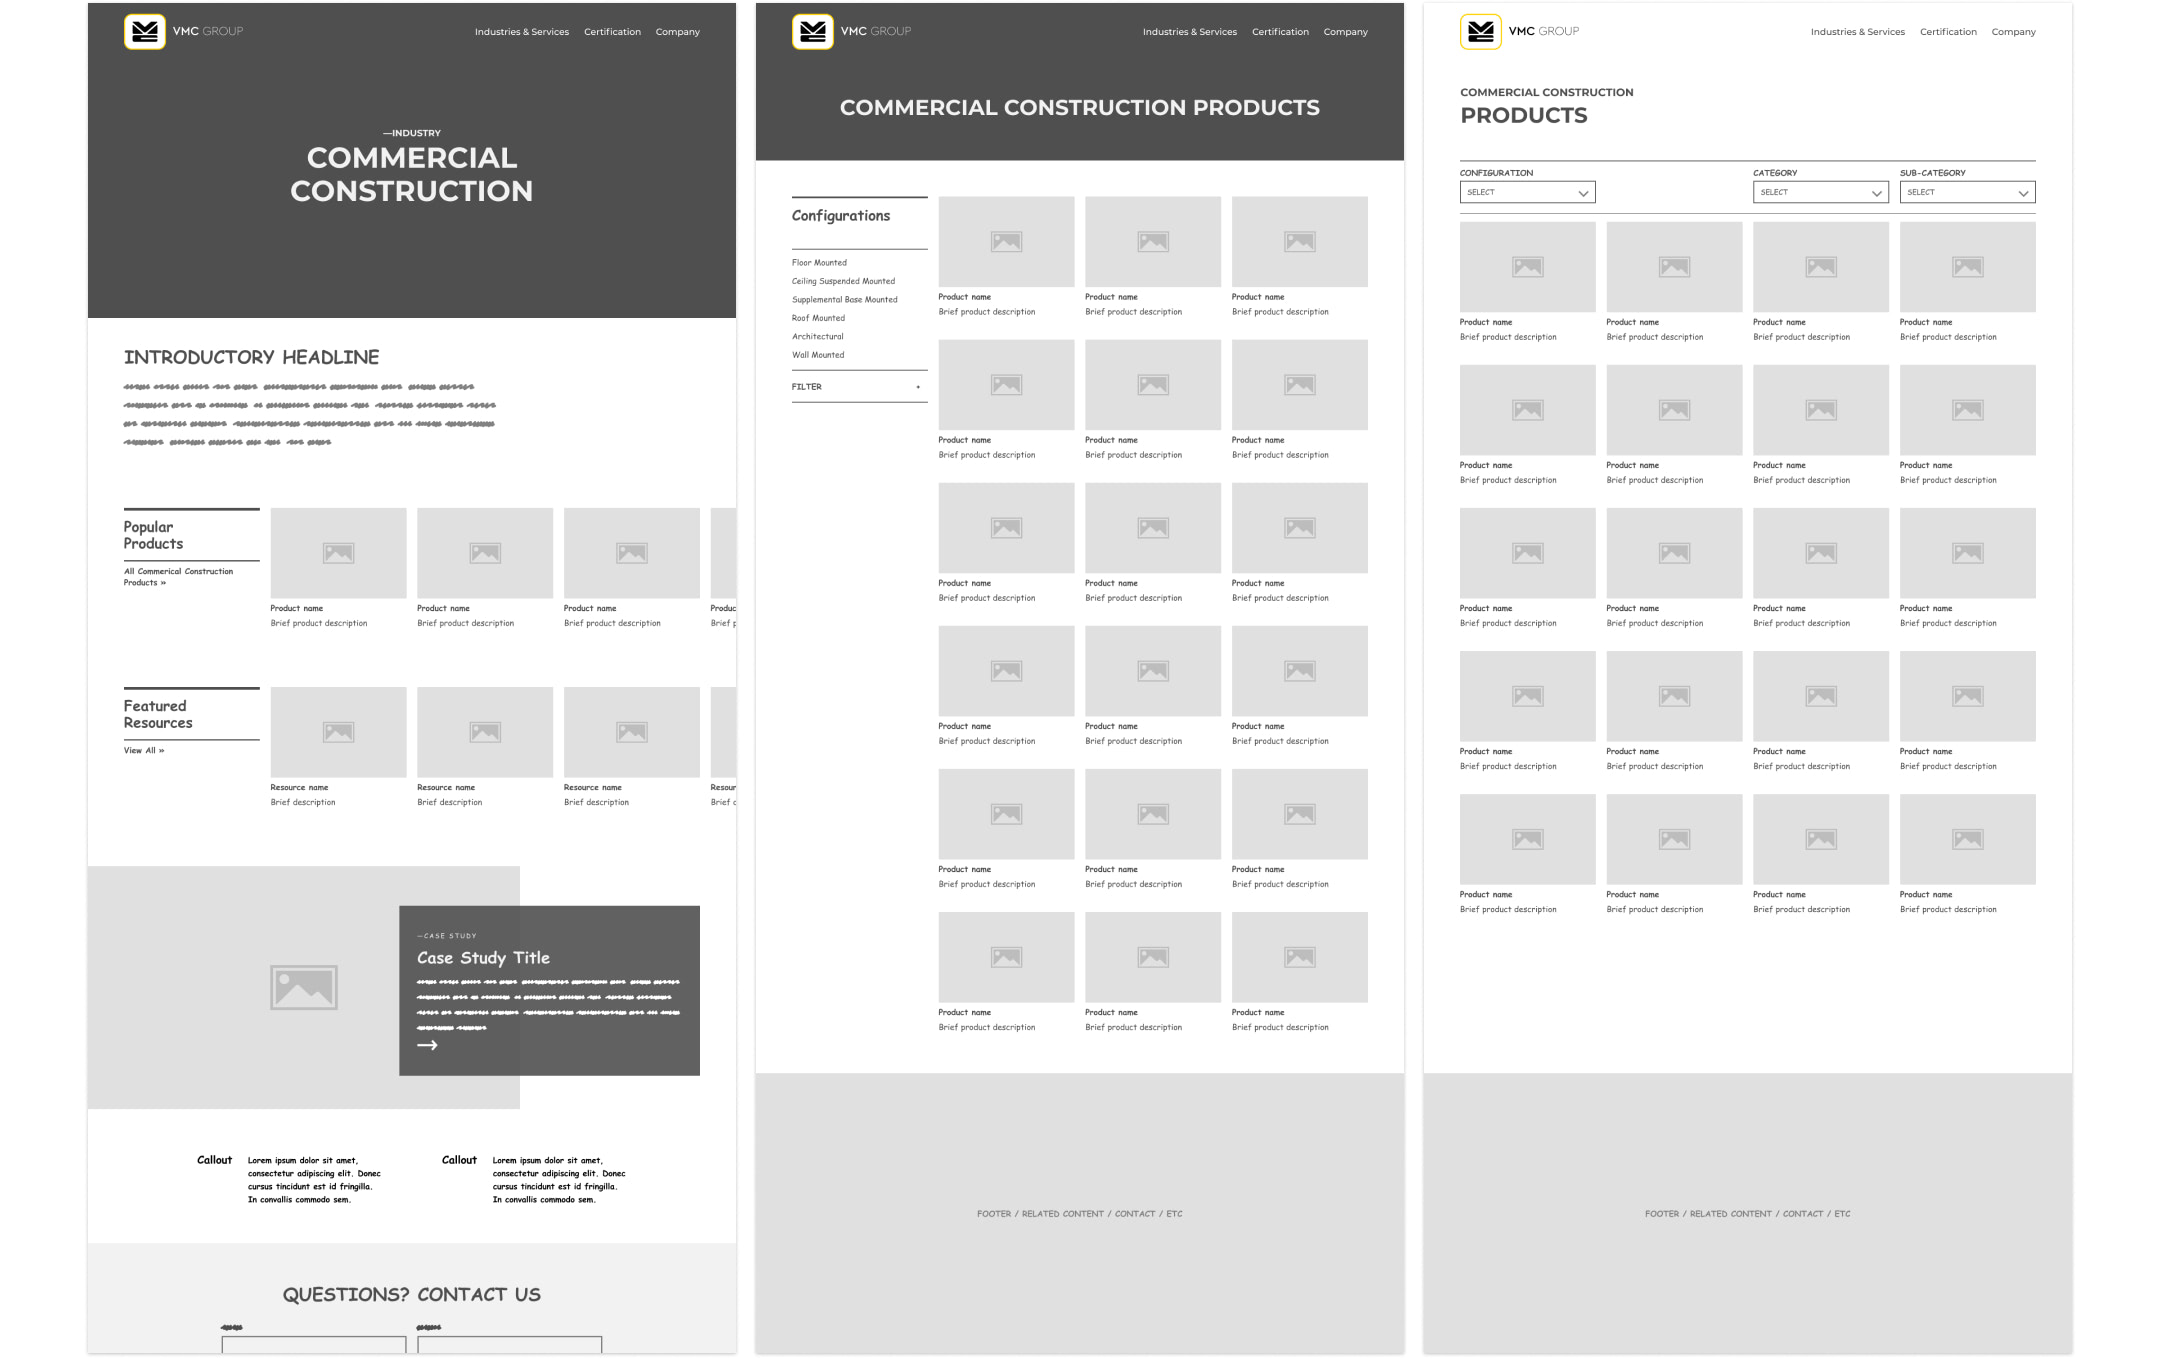 VMC GROUP
Industries & Services Certification Company
—INDUSTRY
COMMERCIAL
CONSTRUCTION
INTRODUCTORY HEADLINE
Popular
Products
All Commerical Construction
Products »
Product name Product name Product name Produc
Brief product description Brief product description Brief product description Brief p
Featured
Resources
View All »
Resource name Resource name Resource name Resour
Brief description Brief description Brief description Brief d
—CASE STUDY
Case Study Title
Callout
Lorem ipsum dolor sit amet,
consectetur adipiscing elit. Donec
cursus tincidunt est id fringilla.
In convallis commodo sem.
Callout
Lorem ipsum dolor sit amet,
consectetur adipiscing elit. Donec
cursus tincidunt est id fringilla.
In convallis commodo sem.
QUESTIONS? CONTACT US
VMC GROUP
Industries & Services Certification Company
COMMERCIAL CONSTRUCTION PRODUCTS
Configurations
Floor Mounted
Ceiling Suspended Mounted
Supplemental Base Mounted
Roof Mounted
Architectural
Wall Mounted
FILTER +
Product name Product name Product name
Brief product description Brief product description Brief product description
Product name Product name Product name
Brief product description Brief product description Brief product description
Product name Product name Product name
Brief product description Brief product description Brief product description
Product name Product name Product name
Brief product description Brief product description Brief product description
Product name Product name Product name
Brief product description Brief product description Brief product description
Product name Product name Product name
Brief product description Brief product description Brief product description
FOOTER / RELATED CONTENT / CONTACT / ETC
VMC GROUP
Industries & Services Certification Company
COMMERCIAL CONSTRUCTION
PRODUCTS
CONFIGURATION CATEGORY SUB-CATEGORY
SELECT SELECT SELECT
Product name Product name Product name Product name
Brief product description Brief product description Brief product description Brief product description
Product name Product name Product name Product name
Brief product description Brief product description Brief product description Brief product description
Product name Product name Product name Product name
Brief product description Brief product description Brief product description Brief product description
Product name Product name Product name Product name
Brief product description Brief product description Brief product description Brief product description
Product name Product name Product name Product name
Brief product description Brief product description Brief product description Brief product description
FOOTER / RELATED CONTENT / CONTACT / ETC